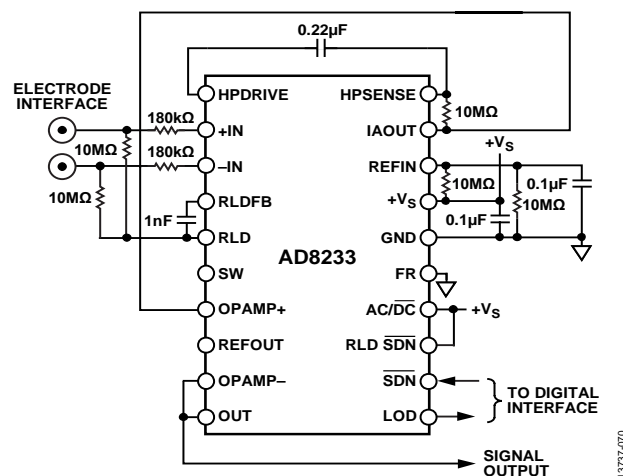 0.22µF
ELECTRODE
INTERFACE
HPDRIVE
HPSENSE
180kΩ
+IN
10MΩ
IAOUT
+VS
10MΩ
180kΩ
–IN
REFIN
10MΩ
RLDFB
+VS
10MΩ
0.1µF
1nF
0.1µF
10MΩ
RLD
GND
AD8233
SW
FR
OPAMP+
AC/DC
+VS
REFOUT
RLD SDN
OPAMP–
SDN
TO DIGITAL
INTERFACE
OUT
LOD
SIGNAL
OUTPUT